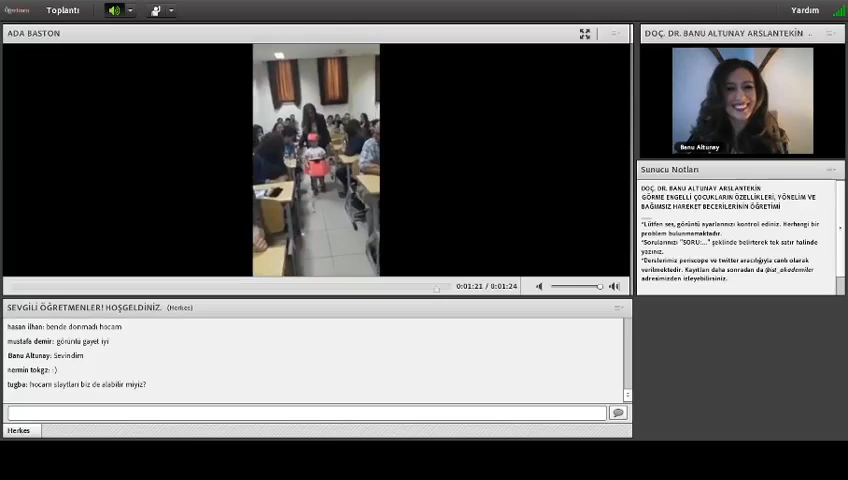 öğretmen Toplantı Yardım
ADA BASTON
0:01:21 / 0:01:24
DOÇ. DR. BANU ALTUNAY ARSLANTEKİN ..
Banu Altunay
Sunucu Notları
DOÇ. DR. BANU ALTUNAY ARSLANTEKİN
GÖRME ENGELLİ ÇOCUKLARIN ÖZELLİKLERİ, YÖNELİM VE
BAĞIMSIZ HAREKET BECERİLERİNİN ÖĞRETİMİ
*Lütfen ses, görüntü ayarlarınızı kontrol ediniz. Herhangi bir
problem bulunmamaktadır.
*Sorularınızı "SORU:..." şeklinde belirterek tek satır halinde
yazınız.
*Derslerimiz periscope ve twitter aracılığıyla canlı olarak
verilmektedir. Kayıtları daha sonradan da @ist_akademiler
adresimizden izleyebilirsiniz.
SEVGİLİ ÖĞRETMENLER! HOŞGELDİNİZ. (Herkes)
hasan ilhan: bende donmadı hocam
mustafa demir: görüntü gayet iyi
Banu Altunay: Sevindim
nermin tokgz: :)
tugba: hocam slaytları biz de alabilir miyiz?
Herkes